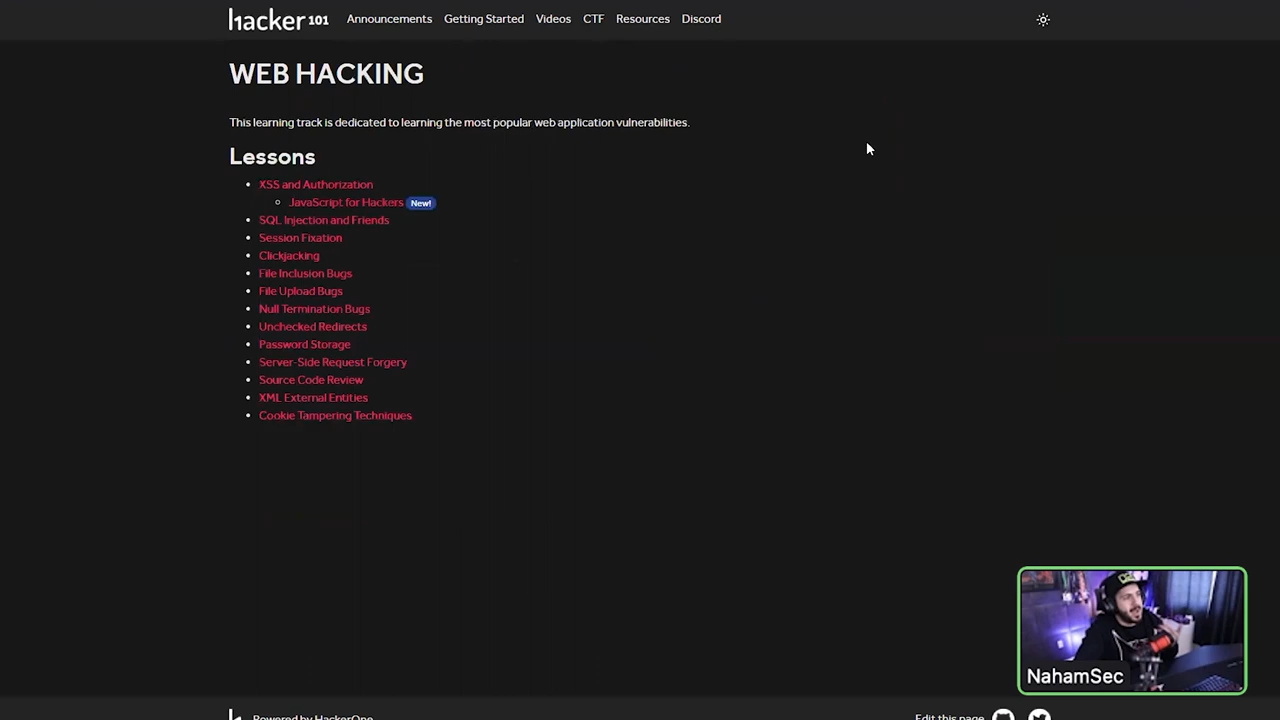 hacker101 Announcements Getting Started Videos CTF Resources Discord
WEB HACKING
This learning track is dedicated to learning the most popular web application vulnerabilities.
Lessons
XSS and Authorization
JavaScript for Hackers New!
SQL Injection and Friends
Session Fixation
Clickjacking
File Inclusion Bugs
File Upload Bugs
Null Termination Bugs
Unchecked Redirects
Password Storage
Server-Side Request Forgery
Source Code Review
XML External Entities
Cookie Tampering Techniques
NahamSec
Powered by HackerOne Edit this page